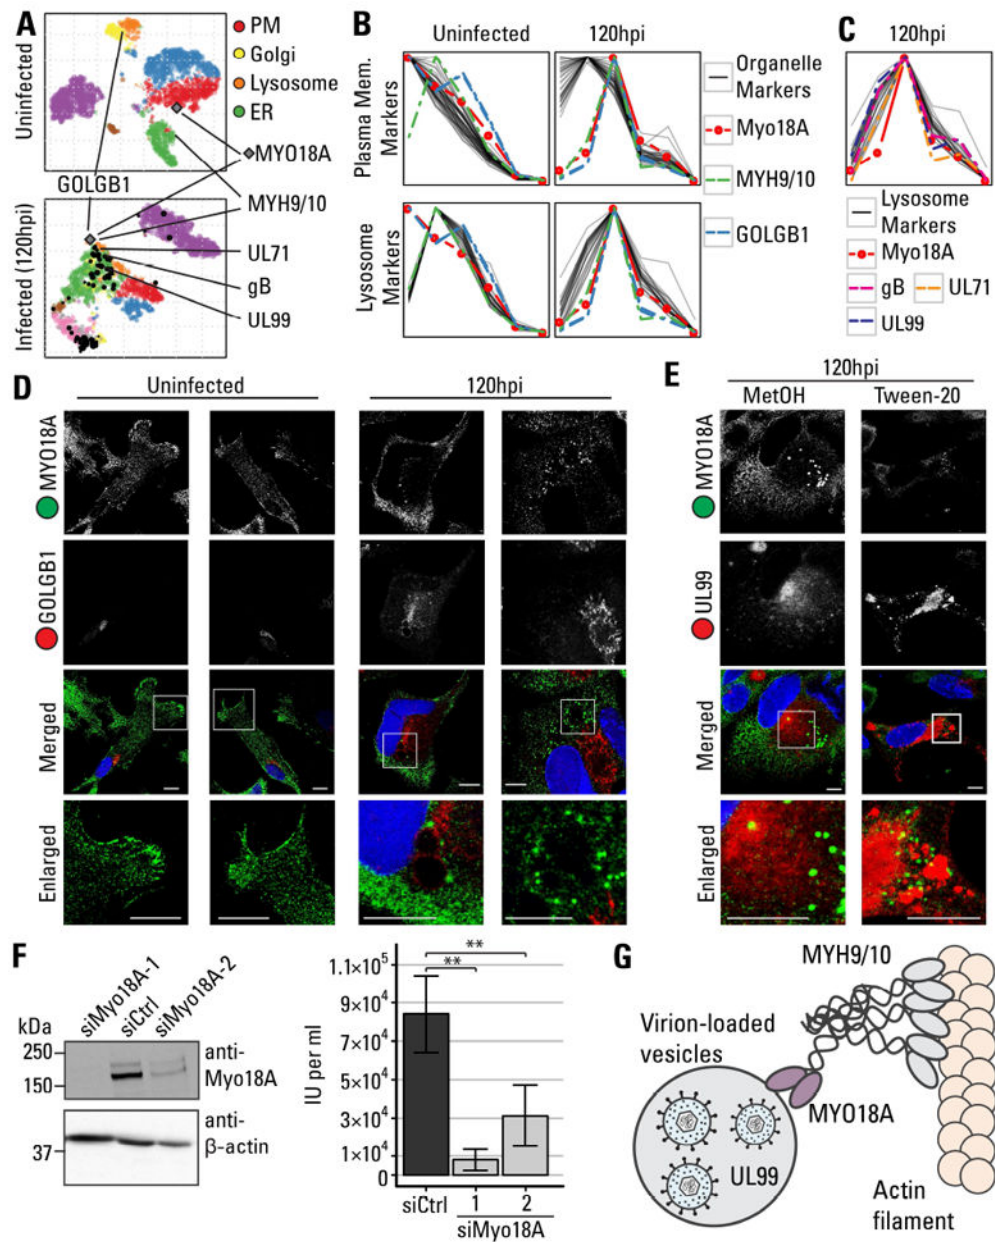 A
Uninfected
PM
Golgi
Lysosome
ER
MYO18A
GOLGB1
Infected (120hpi)
MYH9/10
UL71
gB
UL99
B
Uninfected
120hpi
Plasma Mem.
Markers
Lysosome
Markers
Organelle
Markers
Myo18A
MYH9/10
GOLGB1
C
120hpi
Lysosome
Markers
Myo18A
gB
UL71
UL99
D
Uninfected
120hpi
MYO18A
GOLGB1
Merged
Enlarged
E
120hpi
MetOH
Tween-20
MYO18A
UL99
Merged
Enlarged
F
siMyo18A-1
siCtrl
siMyo18A-2
kDa
250
150
anti-
Myo18A
37
anti-
β-actin
IU per ml
**
**
1.1×10⁵
9×10⁴
7×10⁴
5×10⁴
3×10⁴
1×10⁴
0
siCtrl
1
2
siMyo18A
G
MYH9/10
Virion-loaded
vesicles
MYO18A
UL99
Actin
filament